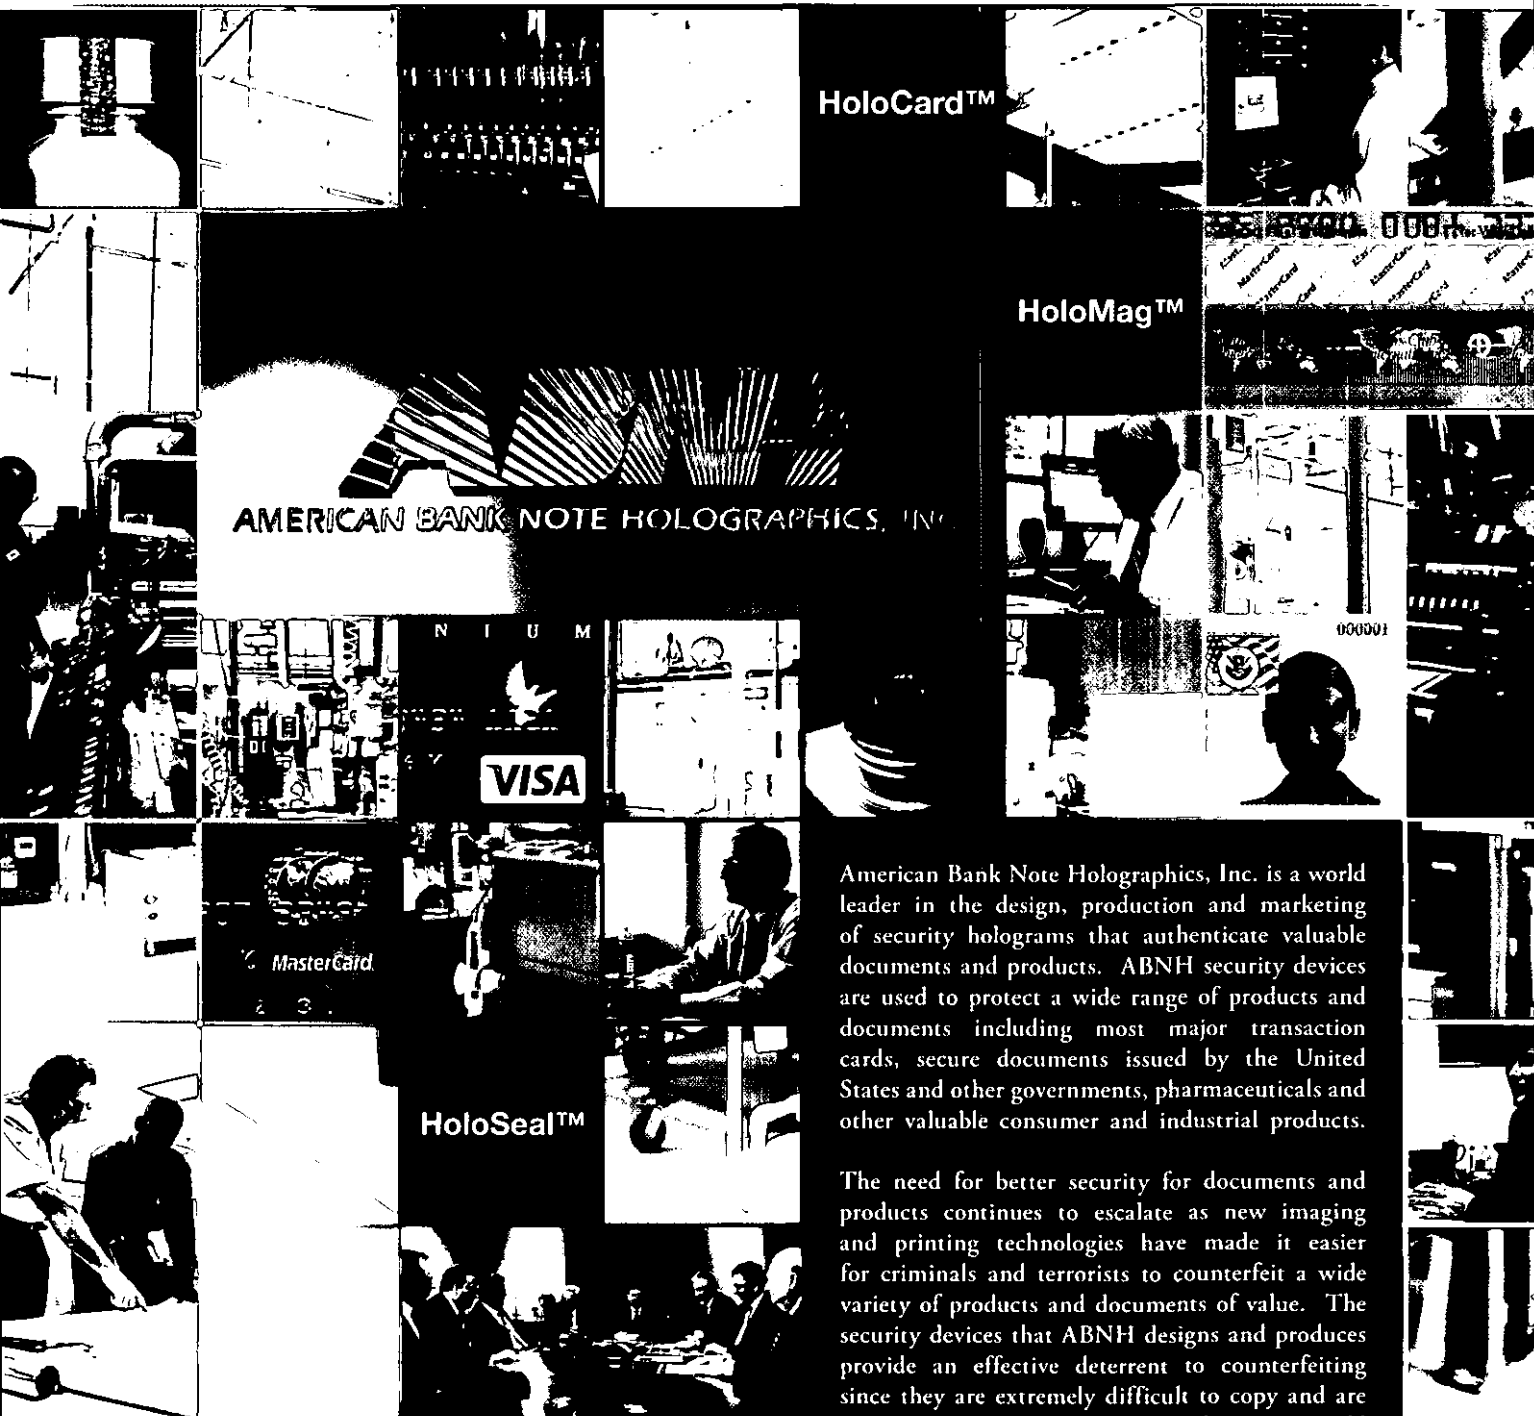 HoloCard™
HoloMag™
MasterCard
MasterCard
MasterCard
AMERICAN BANK NOTE HOLOGRAPHICS, INC
000001
N I U M
VISA
MasterCard
HoloSeal™
American Bank Note Holographics, Inc. is a world
leader in the design, production and marketing
of security holograms that authenticate valuable
documents and products. ABNH security devices
are used to protect a wide range of products and
documents including most major transaction
cards, secure documents issued by the United
States and other governments, pharmaceuticals and
other valuable consumer and industrial products.
The need for better security for documents and
products continues to escalate as new imaging
and printing technologies have made it easier
for criminals and terrorists to counterfeit a wide
variety of products and documents of value. The
security devices that ABNH designs and produces
provide an effective deterrent to counterfeiting
since they are extremely difficult to copy and are